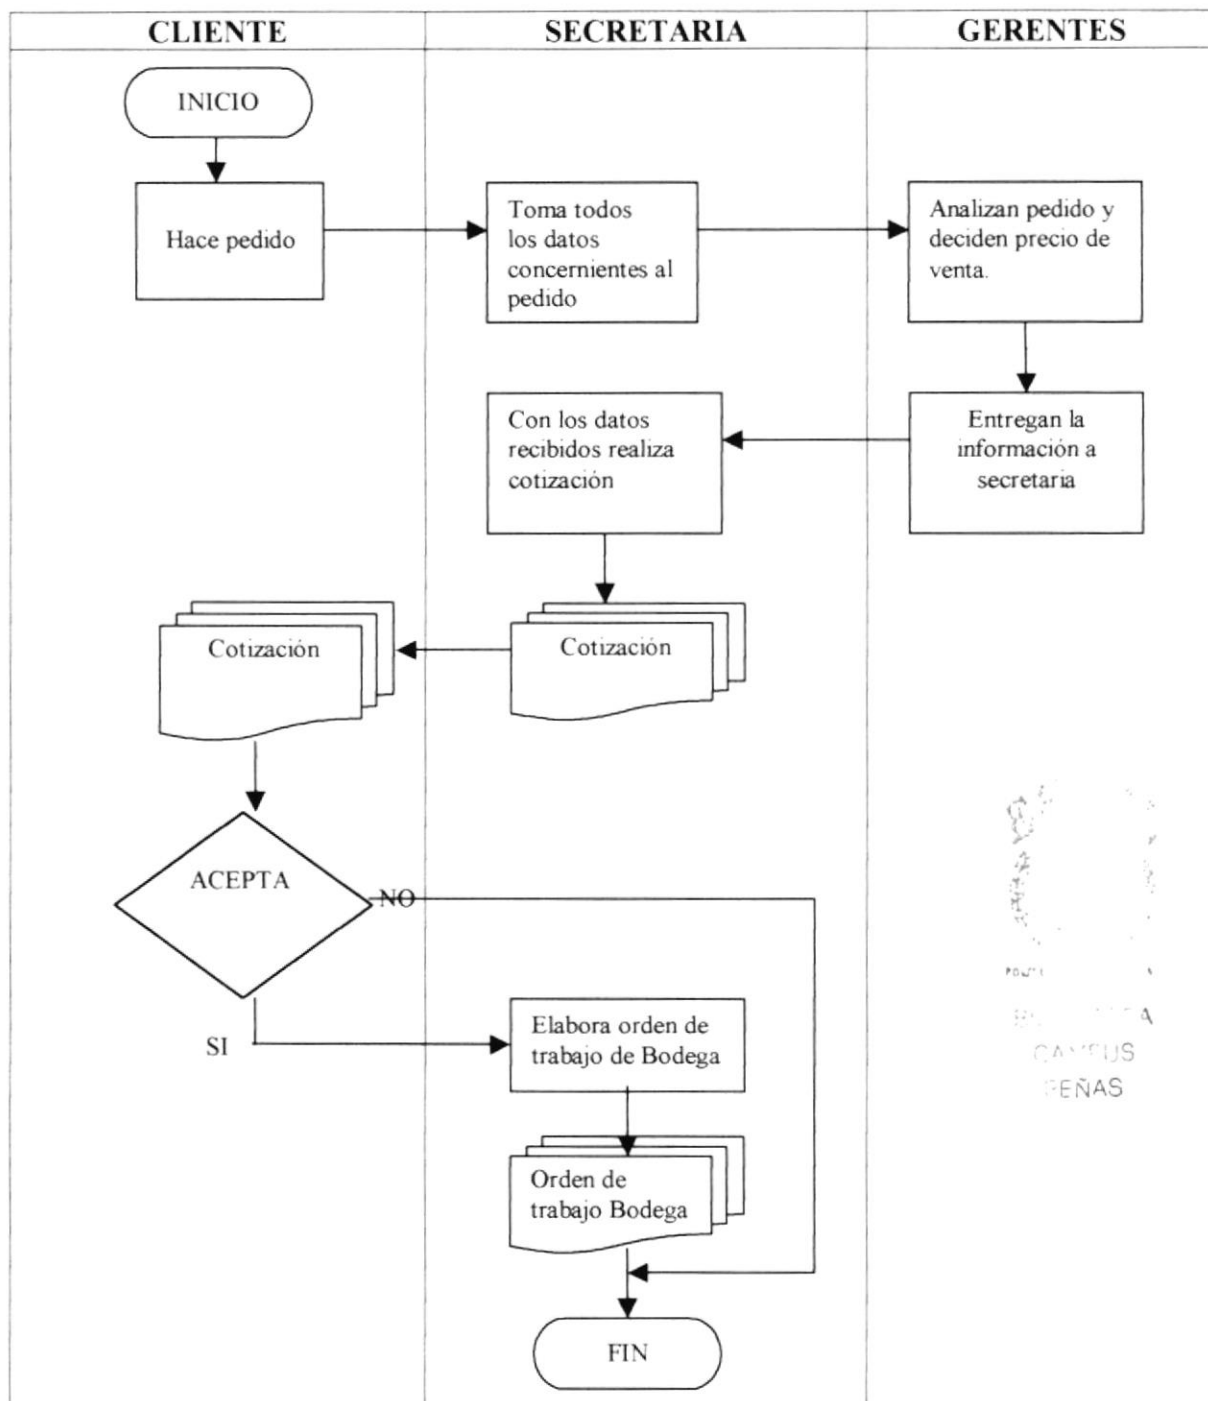 CLIENTE
SECRETARIA
GERENTES
INICIO
Hace pedido
Toma todos
los datos
concernientes al
pedido
Analizan pedido y
deciden precio de
venta.
Entregan la
información a
secretaria
Con los datos
recibidos realiza
cotización
Cotización
Cotización
ACEPTA
NO
SI
Elabora orden de
trabajo de Bodega
Orden de
trabajo Bodega
FIN